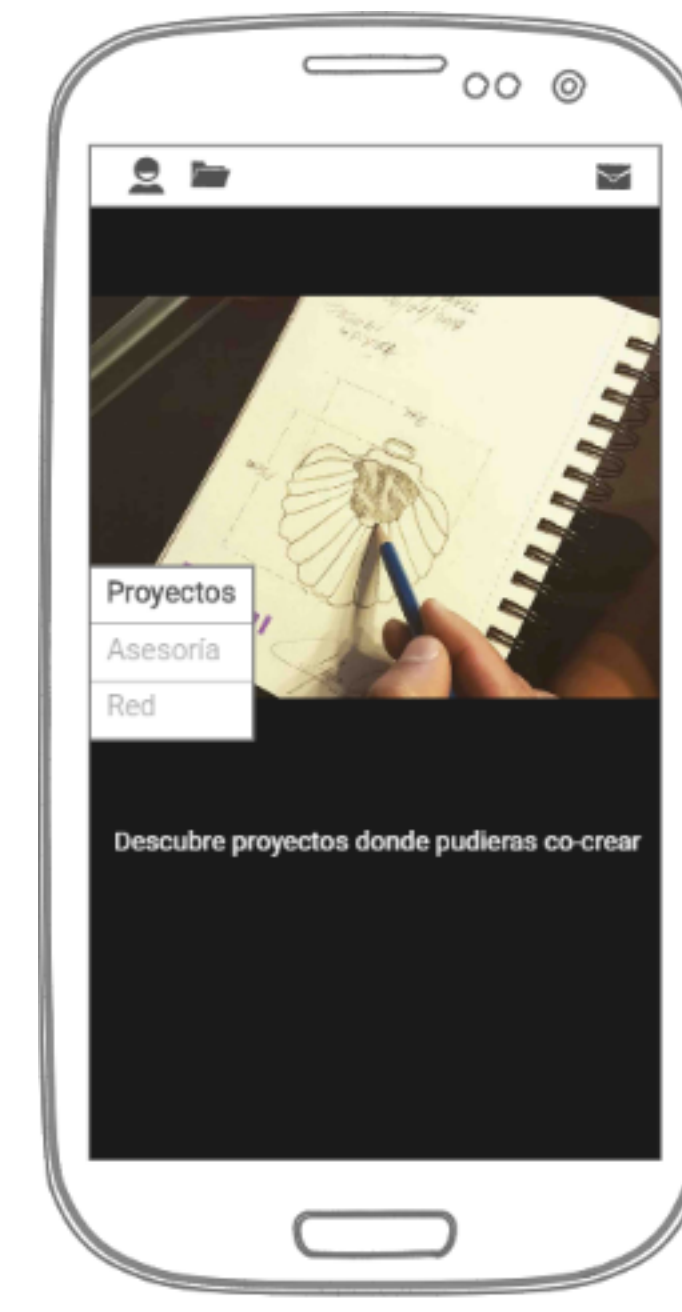 Proyectos
Asesoría
Red
Descubre proyectos donde pudieras co-crear